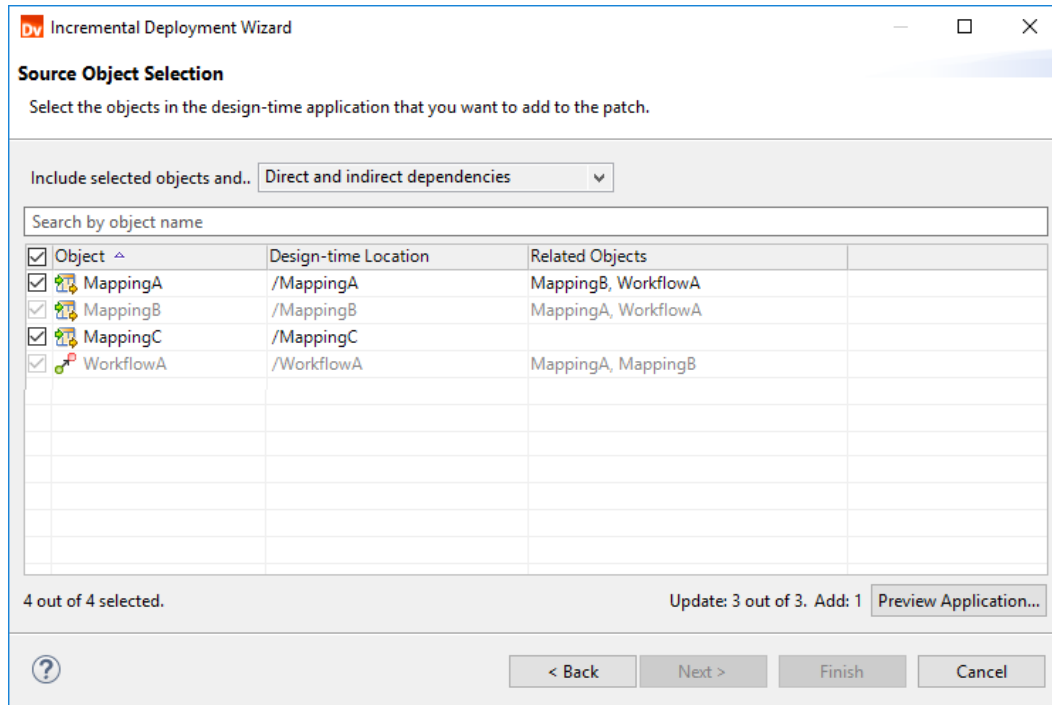 Dv Incremental Deployment Wizard
Source Object Selection
Select the objects in the design-time application that you want to add to the patch.
Include selected objects and.. Direct and indirect dependencies
Search by object name
Object Design-time Location Related Objects
MappingA /MappingA MappingB, WorkflowA
MappingB /MappingB MappingA, WorkflowA
MappingC /MappingC
WorkflowA /WorkflowA MappingA, MappingB
4 out of 4 selected. Update: 3 out of 3. Add: 1 Preview Application...
? < Back Next > Finish Cancel